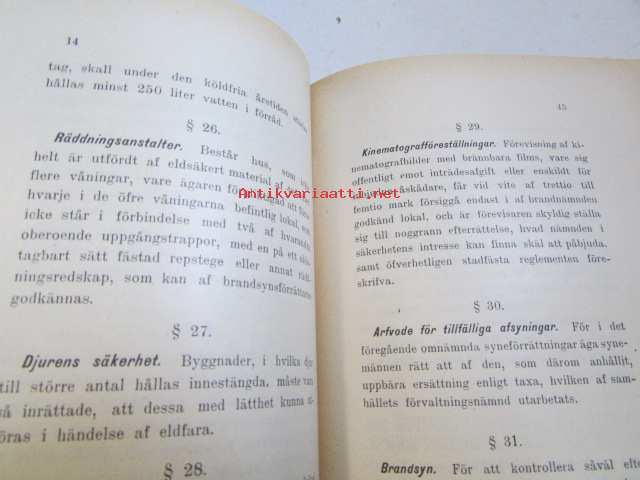 14
tag, skall under den köldfria årstiden
hållas minst 250 liter vatten i förråd.
§ 26.
Räddningsanstalter. Består hus, som
helt är utfördt af eldsäkert material af
flere våningar, vare ägaren
hvarje i de öfre våningarna befintlig lokal, som
icke står i förbindelse med två af hvarandra
oberoende uppgångstrappor, med en på ett
tagbart sätt fästad repstege eller annat
ningsredskap, som kan af brandsynsförrättare
godkännas.
§ 27.
Djurens säkerhet. Byggnader, i hvilka djur
till större antal hållas innestängda, måste vara
så inrättade, att dessa med lätthet kunna
föras i händelse af eldfara.
§ 28.
15
§ 29.
Kinematografföreställningar. Förevisning af ki-
nematografbilder med brännbara films, vare sig
offentligt emot inträdesafgift eller enskildt för
åskådare, får vid vite af trettio till
femtio mark försiggå endast i af brandnämnden
godkänd lokal, och är förevisaren skyldig ställa
sig till noggrann efterrättelse, hvad nämnden i
säkerhetens intresse kan finna skäl att påbjuda,
samt öfverhetligen stadfästa reglementen före-
skrifva.
§ 30.
Arfvode för tillfälliga afsyningar. För i det
föregående omnämnda syneförrättningar äga syne-
männen rätt att af den, som därom anhållit,
uppbära ersättning enligt taxa, hvilken af sam-
hällets förvaltningsnämnd utarbetats.
§ 31.
Brandsyn. För att kontrollera såväl
Antikvariaatti.net